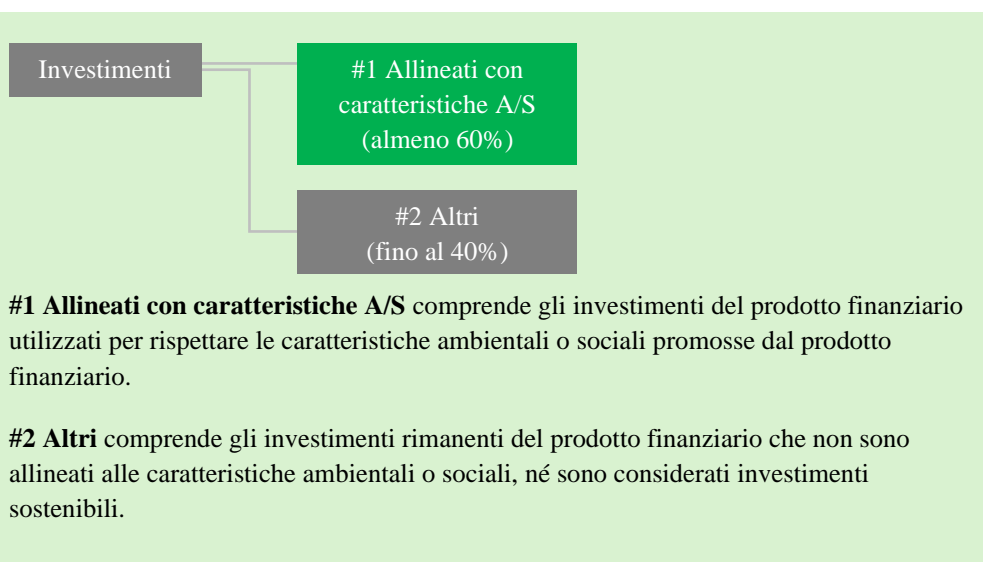 Investimenti
#1 Allineati con
caratteristiche A/S
(almeno 60%)
#2 Altri
(fino al 40%)
#1 Allineati con caratteristiche A/S comprende gli investimenti del prodotto finanziario
utilizzati per rispettare le caratteristiche ambientali o sociali promosse dal prodotto
finanziario.
#2 Altri comprende gli investimenti rimanenti del prodotto finanziario che non sono
allineati alle caratteristiche ambientali o sociali, né sono considerati investimenti
sostenibili.